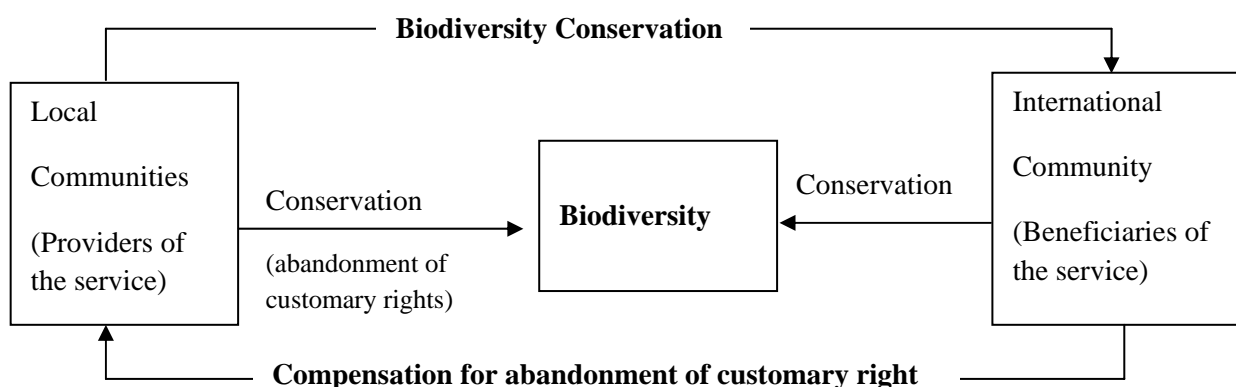 Biodiversity Conservation
Local
Communities
(Providers of
the service)
Conservation
(abandonment of
customary rights)
Biodiversity
Conservation
International
Community
(Beneficiaries of
the service)
Compensation for abandonment of customary right